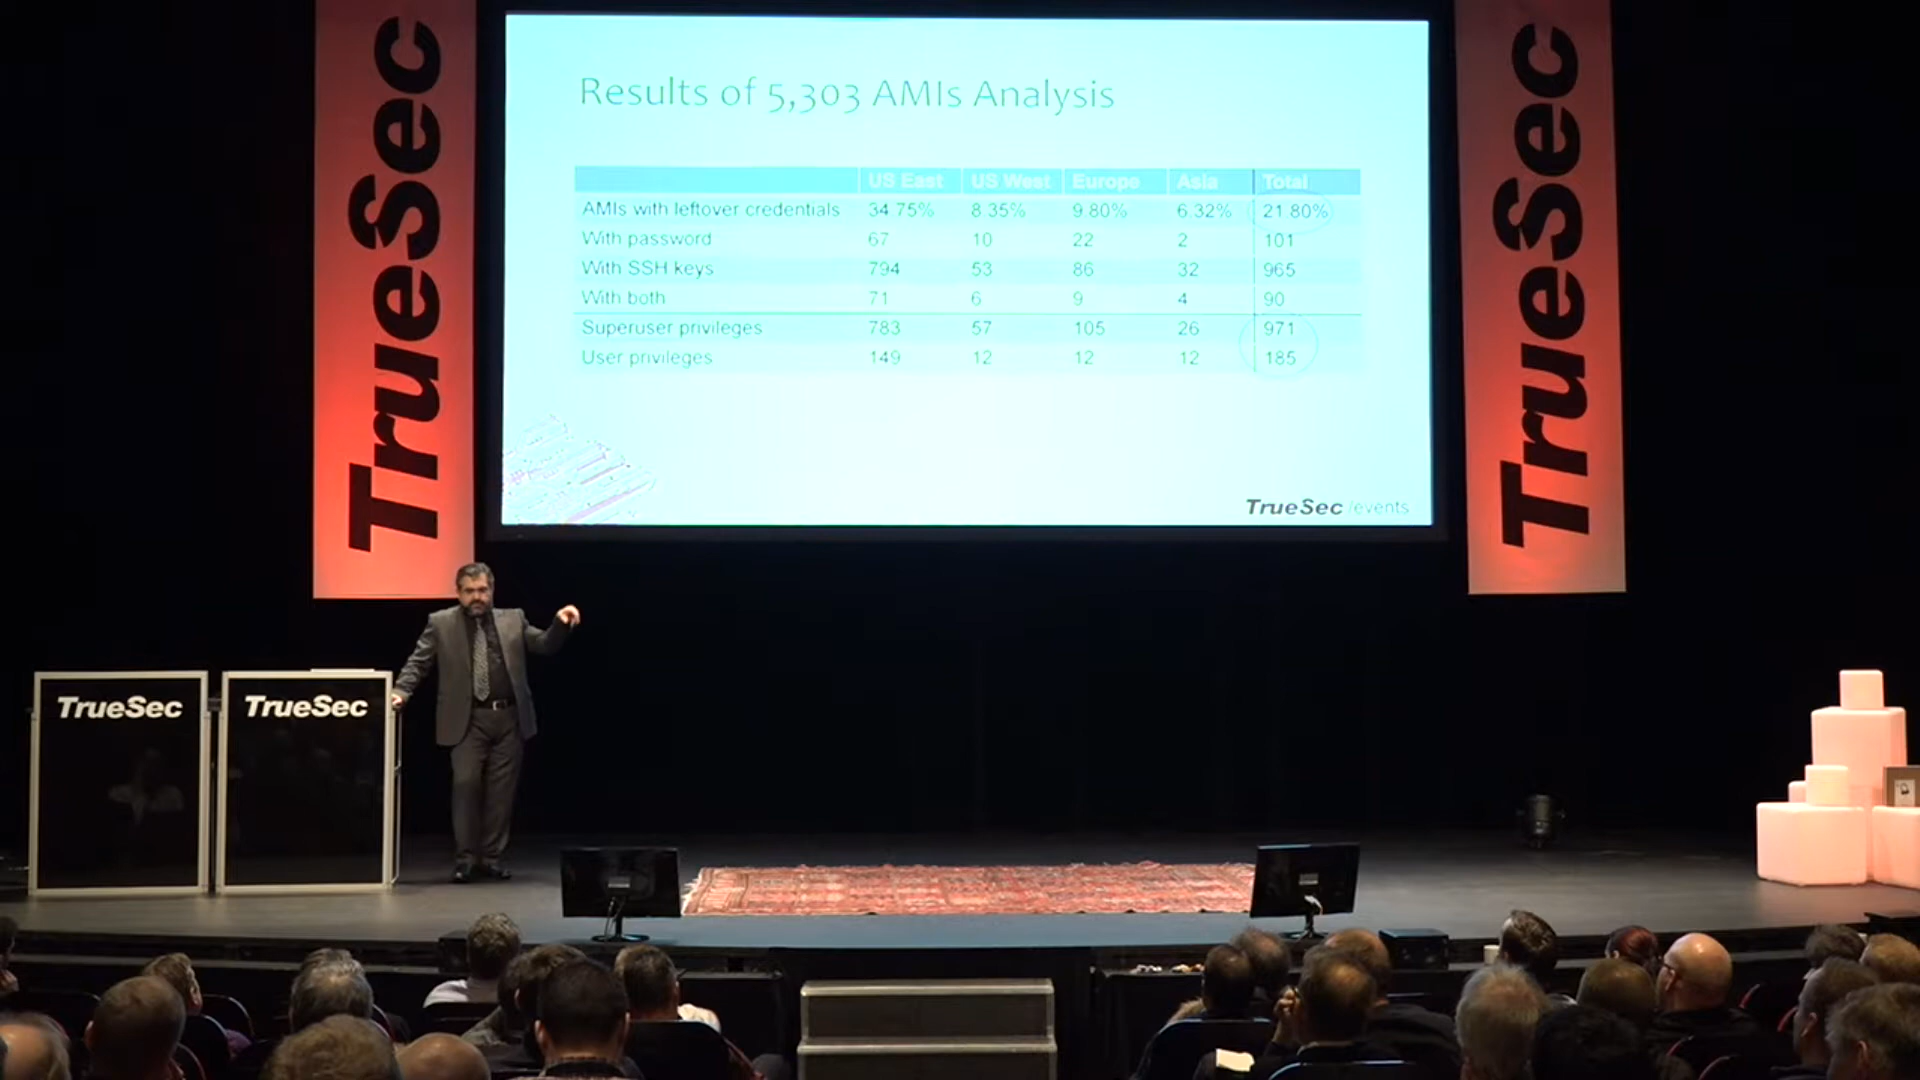 TrueSec
Results of 5,303 AMIs Analysis
US East US West Europe Asia Total
AMIs with leftover credentials 34.75% 8.35% 9.80% 6.32% 21.80%
With password 67 10 22 2 101
With SSH keys 794 53 86 32 965
With both 71 6 9 4 90
Superuser privileges 783 57 105 26 971
User privileges 149 12 12 12 185
TrueSec /events
TrueSec
TrueSec
TrueSec